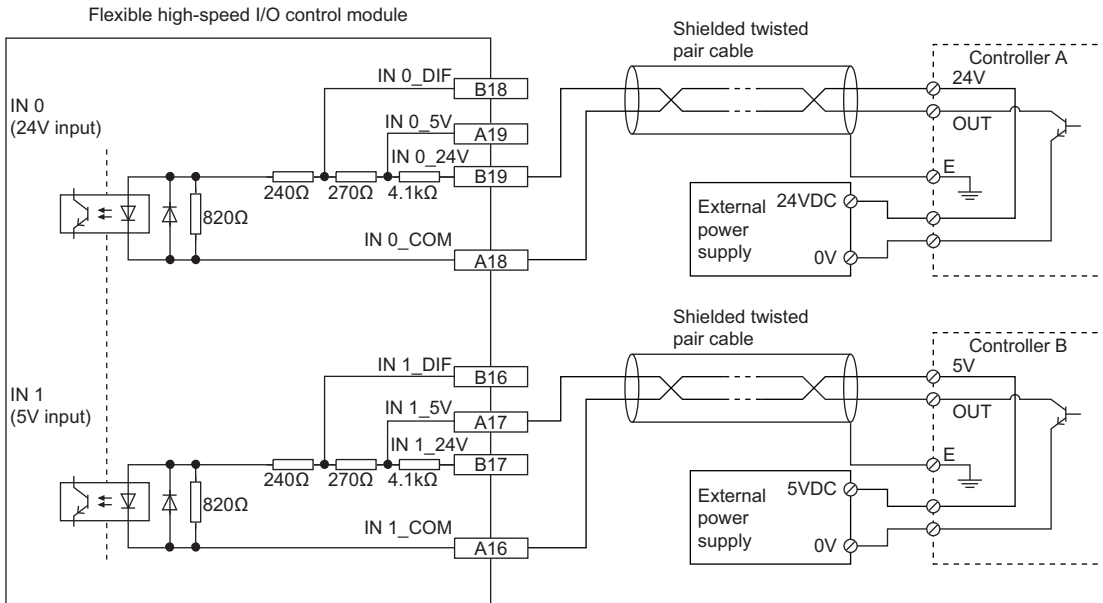 Flexible high-speed I/O control module
Shielded twisted
pair cable
Controller A
IN 0_DIF
B18
24V
IN 0
(24V input)
IN 0_5V
A19
OUT
IN 0_24V
B19
240Ω
270Ω
4.1kΩ
E
820Ω
External
power
supply
24VDC
0V
IN 0_COM
A18
Shielded twisted
pair cable
Controller B
IN 1_DIF
B16
5V
IN 1
(5V input)
IN 1_5V
A17
OUT
IN 1_24V
B17
240Ω
270Ω
4.1kΩ
E
820Ω
External
power
supply
5VDC
0V
IN 1_COM
A16